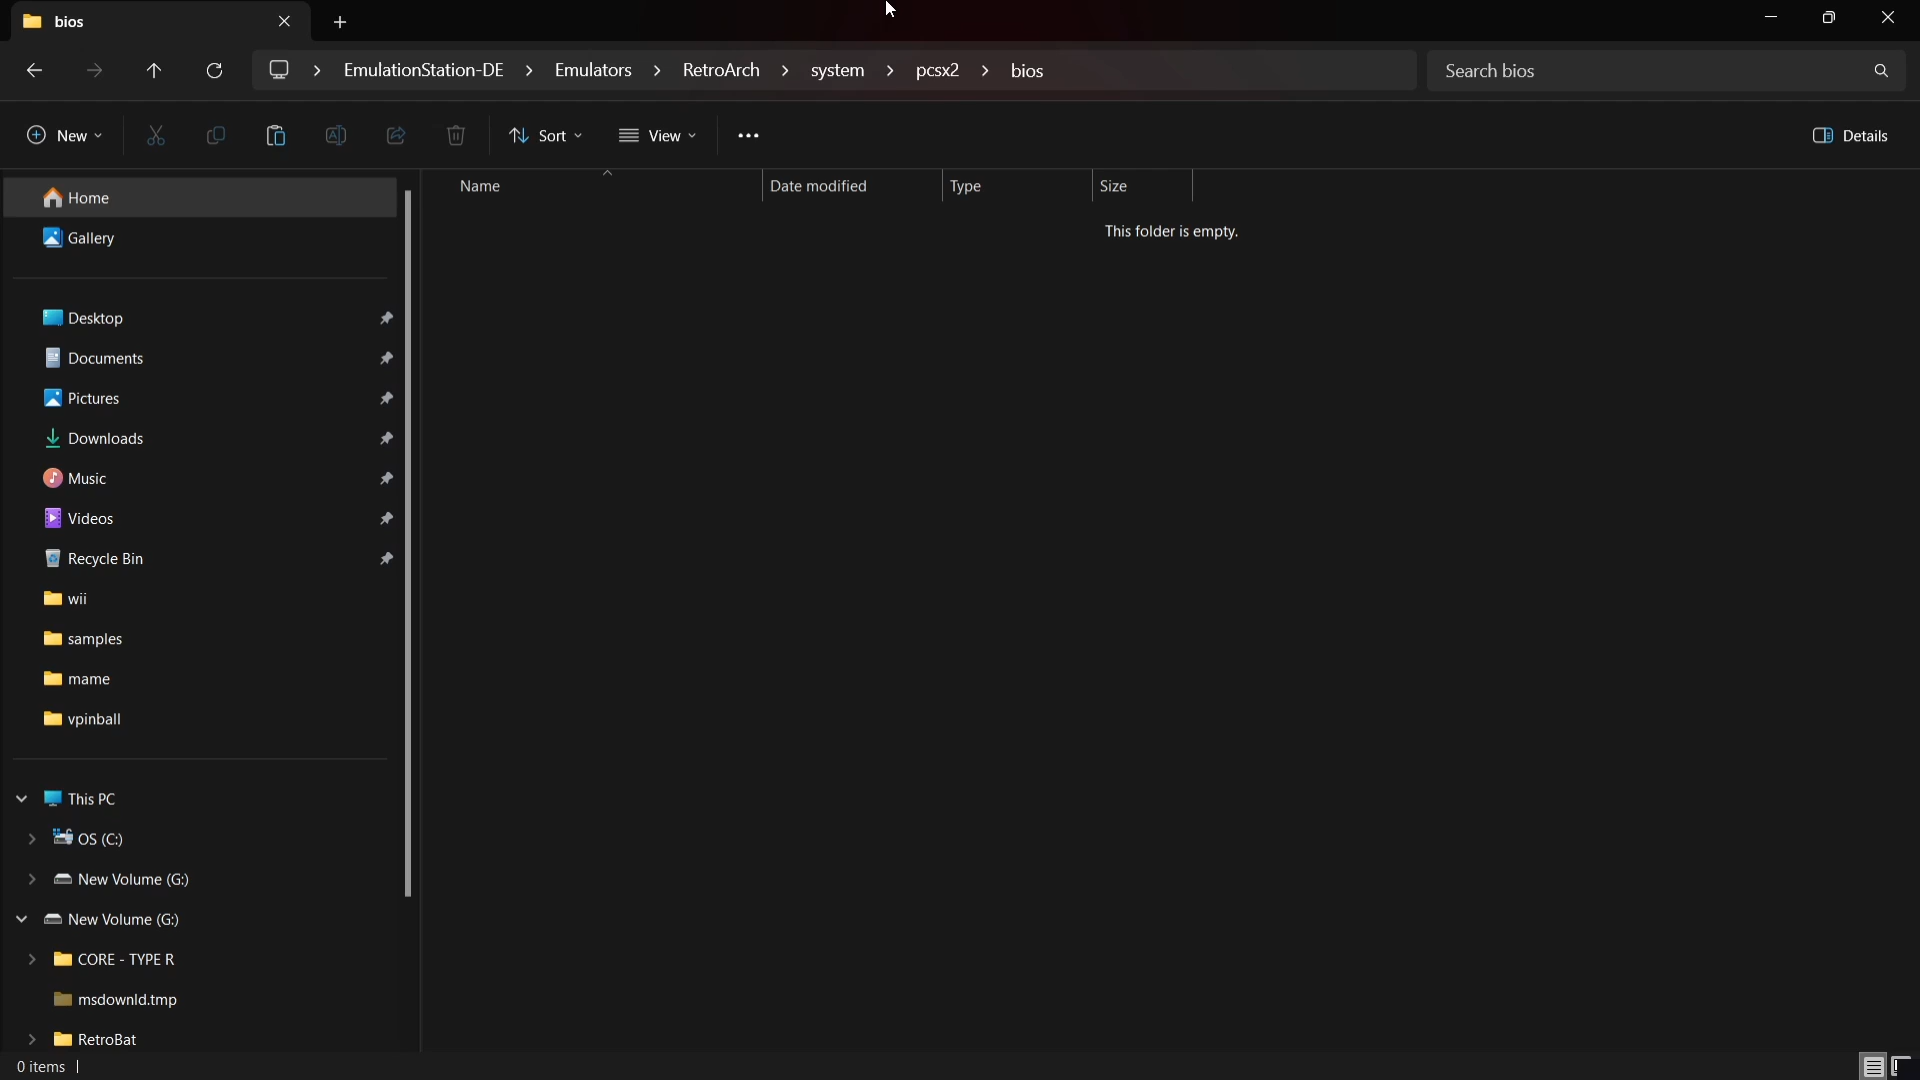 bios
EmulationStation-DE > Emulators > RetroArch > system > pcsx2 > bios
Search bios
New
Sort
View
Details
Name
Date modified
Type
Size
This folder is empty.
Home
Gallery
Desktop
Documents
Pictures
Downloads
Music
Videos
Recycle Bin
wii
samples
mame
vpinball
This PC
OS (C:)
New Volume (G:)
New Volume (G:)
CORE - TYPE R
msdownld.tmp
RetroBat
0 items